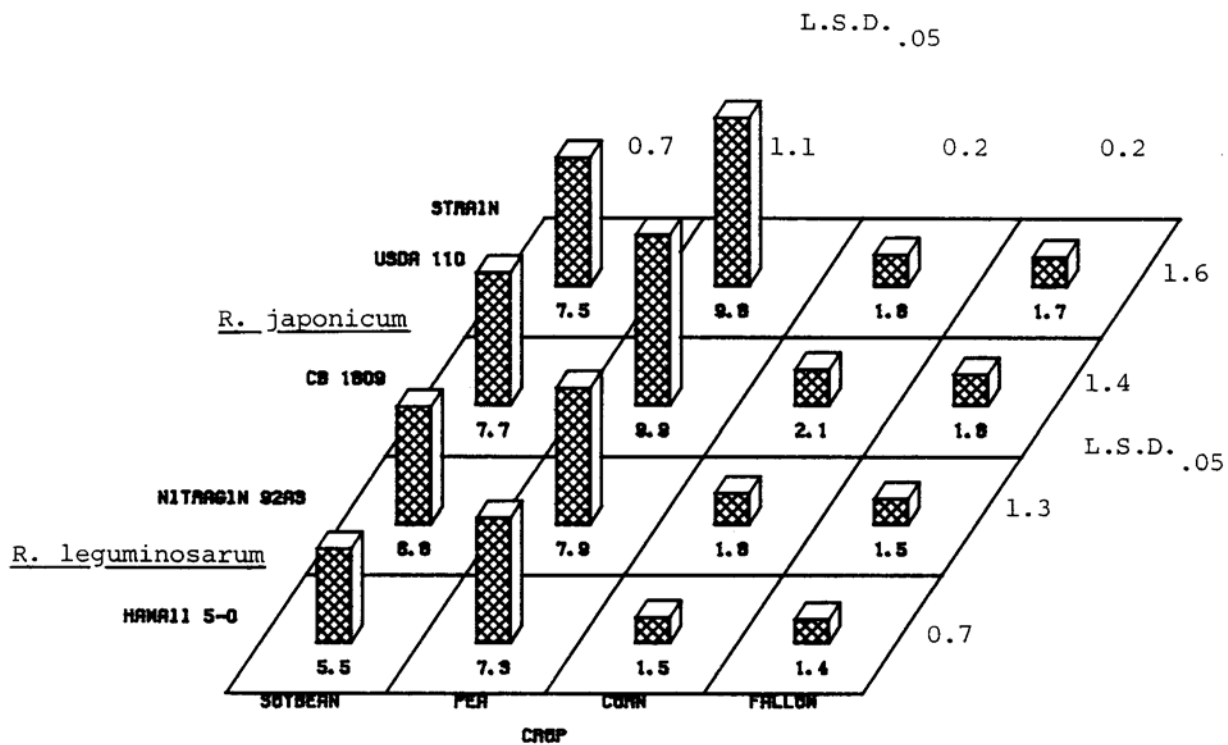 L.S.D. .05
0.7 1.1 0.2 0.2
STRAIN
USDA 110
1.6
7.5 9.8 1.8 1.7
R. japonicum
CB 1809
1.4
7.7 9.9 2.1 1.8
L.S.D. .05
NITRAGIN 92A3
1.3
6.8 7.9 1.8 1.5
R. leguminosarum
HAWAII 5-0
0.7
5.5 7.3 1.5 1.4
SOYBEAN PEA CORN FALLOW
CROP